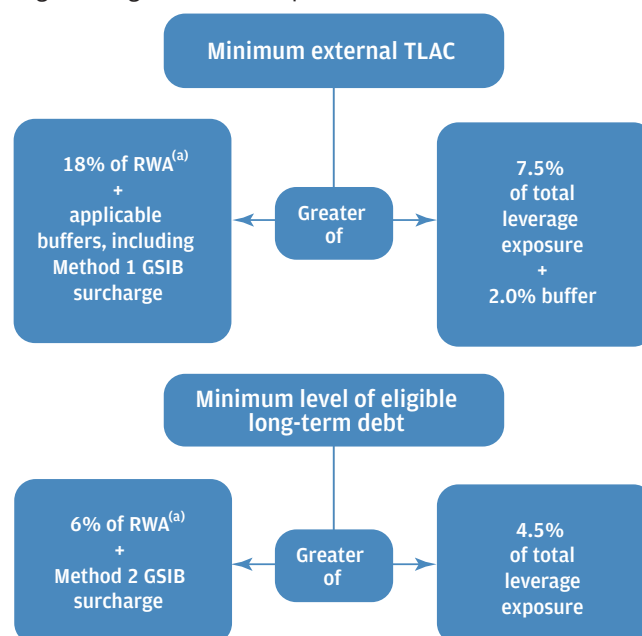 Minimum external TLAC
18% of RWA(a)
+
applicable
buffers, including
Method 1 GSIB
surcharge
Greater
of
7.5%
of total
leverage
exposure
+
2.0% buffer
Minimum level of eligible
long-term debt
6% of RWA(a)
+
Method 2 GSIB
surcharge
Greater
of
4.5%
of total
leverage
exposure